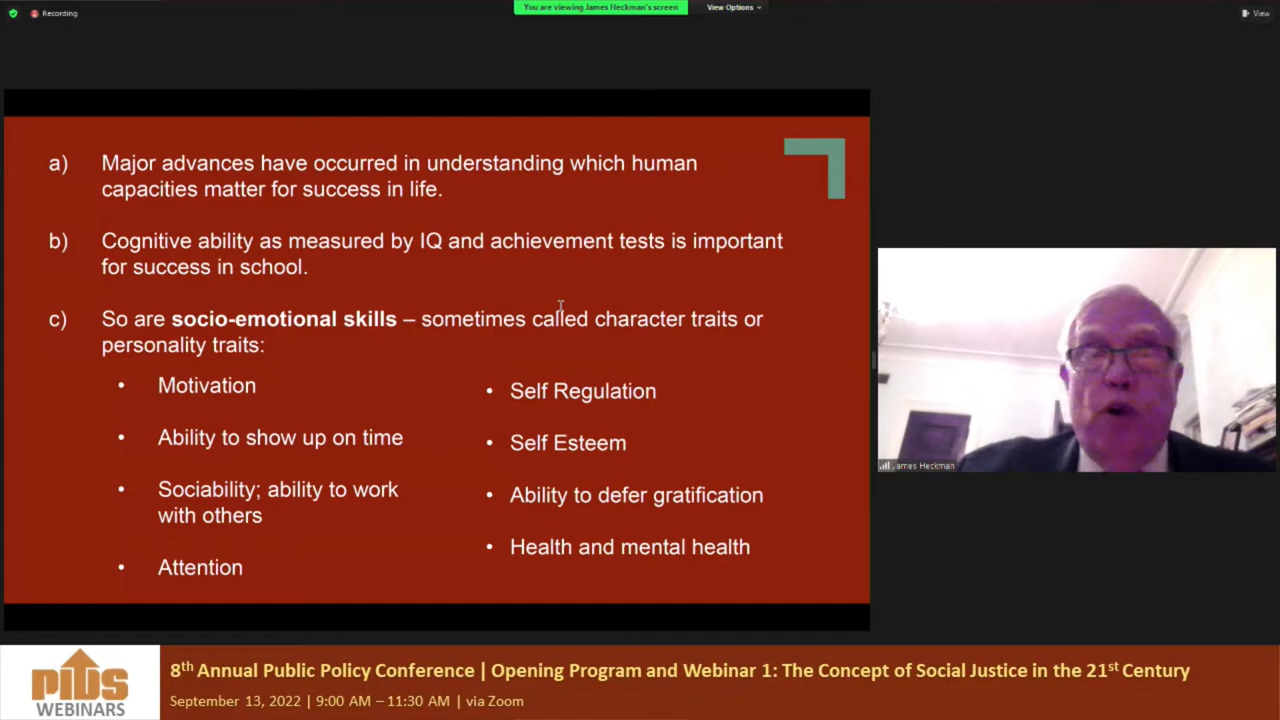 Recording
You are viewing James Heckman's screen
View Options
View
a) Major advances have occurred in understanding which human
capacities matter for success in life.
b) Cognitive ability as measured by IQ and achievement tests is important
for success in school.
c) So are socio-emotional skills – sometimes called character traits or
personality traits:
• Motivation
• Ability to show up on time
• Sociability; ability to work
with others
• Attention
• Self Regulation
• Self Esteem
• Ability to defer gratification
• Health and mental health
James Heckman
PIDS
WEBINARS
8th Annual Public Policy Conference | Opening Program and Webinar 1: The Concept of Social Justice in the 21st Century
September 13, 2022 | 9:00 AM – 11:30 AM | via Zoom